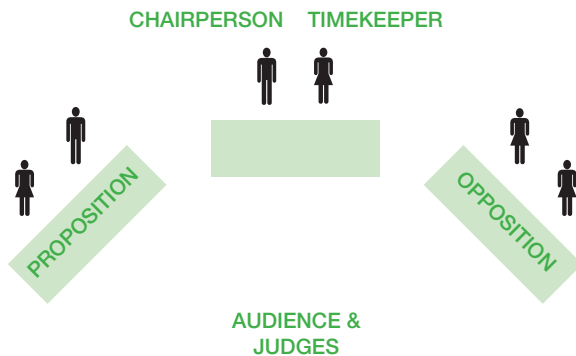 CHAIRPERSON TIMEKEEPER
PROPOSITION
OPPOSITION
AUDIENCE &
JUDGES